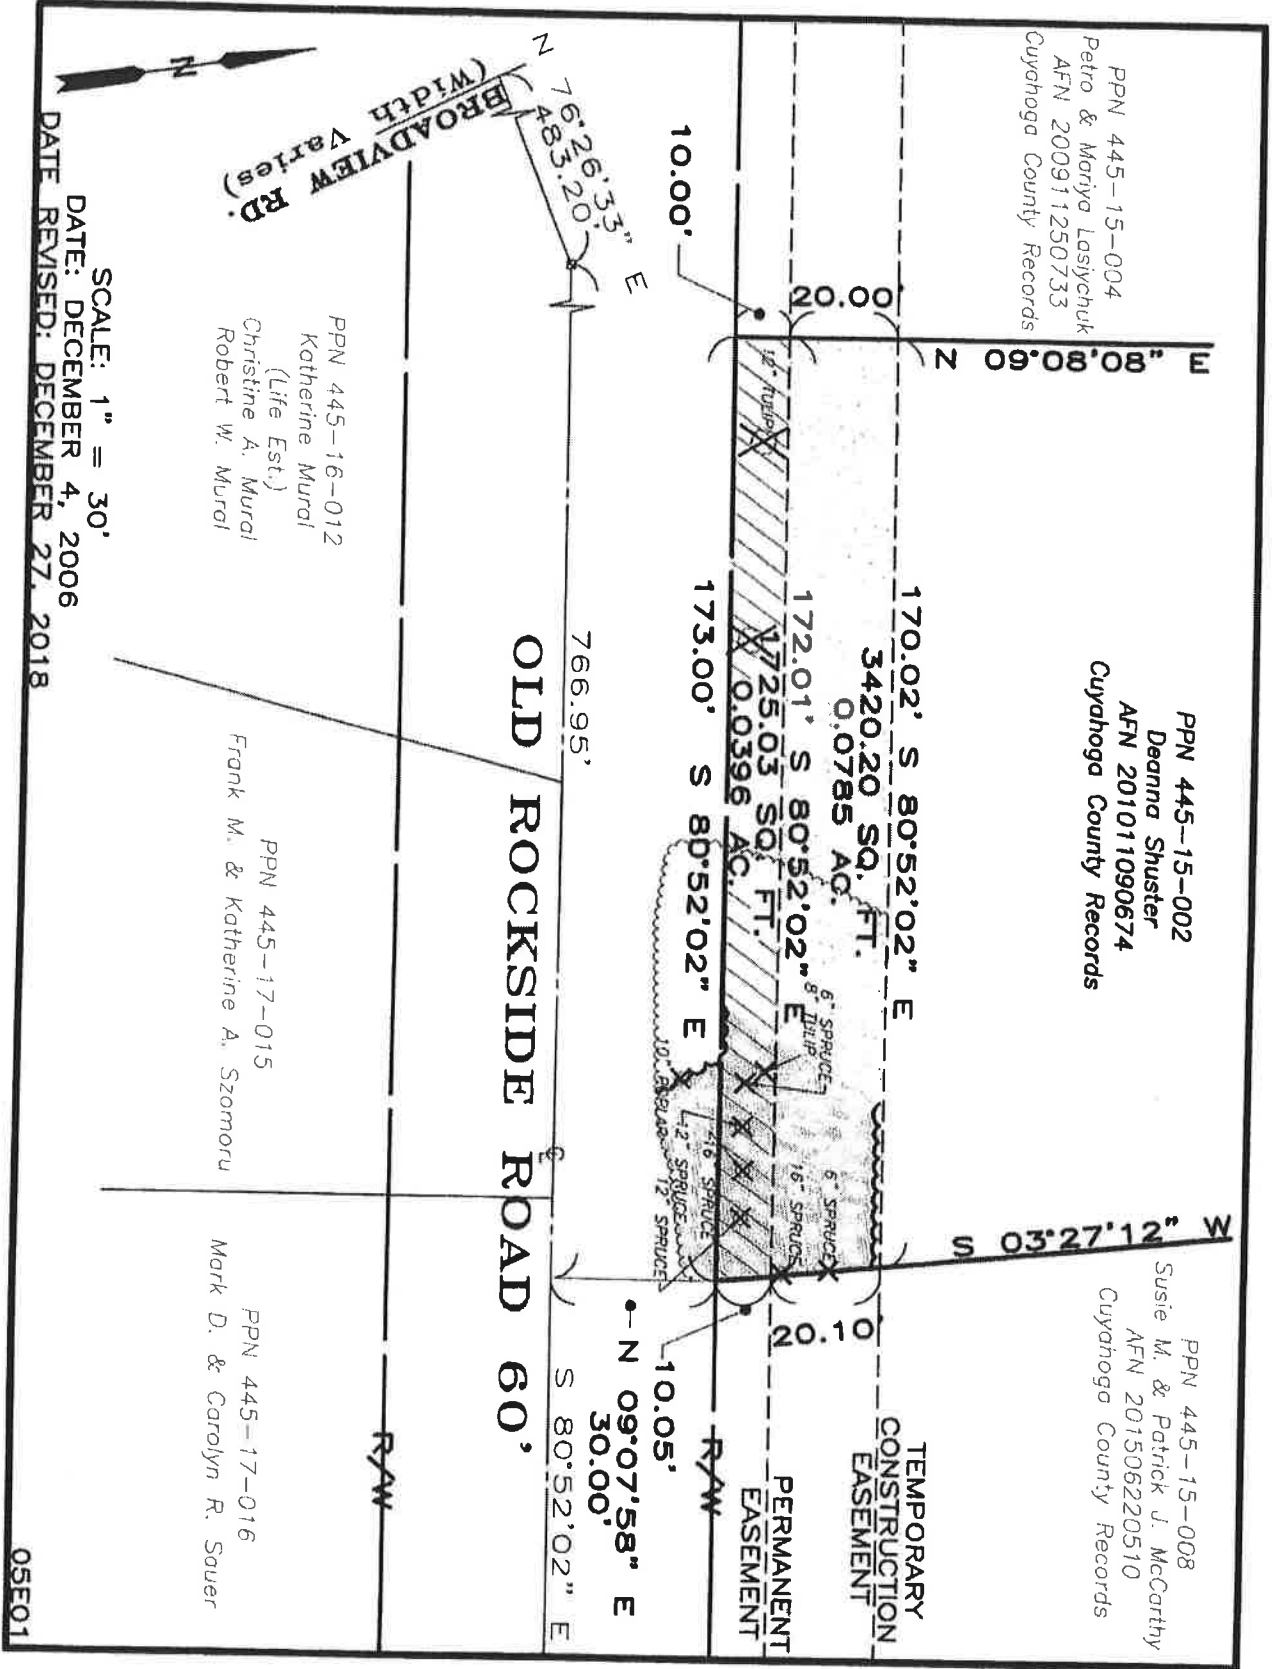 PPN 445-15-004
Petro & Mariya Lasiychuk
AFN 200911250733
Cuyahoga County Records
PPN 445-15-002
Deanna Shuster
AFN 201011090674
Cuyahoga County Records
PPN 445-15-008
Susie M. & Patrick J. McCarthy
AFN 201506220510
Cuyahoga County Records
N 09°08'08" E
S 03°27'12" W
TEMPORARY
CONSTRUCTION
EASEMENT
PERMANENT
EASEMENT
20.00'
10.00'
170.02' S 80°52'02" E
3420.20 SQ. FT.
0.0785 AC.
172.01' S 80°52'02" E
1725.03 SQ. FT.
0.0396 AC.
173.00' S 80°52'02" E
12" TULIP
6" SPRUCE
8" TULIP
6" SPRUCE
16" SPRUCE
16" SPRUCE
12" SPRUCE
12" SPRUCE
10" POPLAR
20.10'
10.05'
R/W
N 09°07'58" E
30.00'
N 76°26'33" E
483.20'
BROADVIEW RD.
(Width Varies)
766.95'
℄
S 80°52'02" E
OLD ROCKSIDE ROAD 60'
R/W
PPN 445-16-012
Katherine Mural
(Life Est.)
Christine A. Mural
Robert W. Mural
PPN 445-17-015
Frank M. & Katherine A. Szomoru
PPN 445-17-016
Mark D. & Carolyn R. Sauer
N
SCALE: 1" = 30'
DATE: DECEMBER 4, 2006
DATE REVISED: DECEMBER 27, 2018
05E01